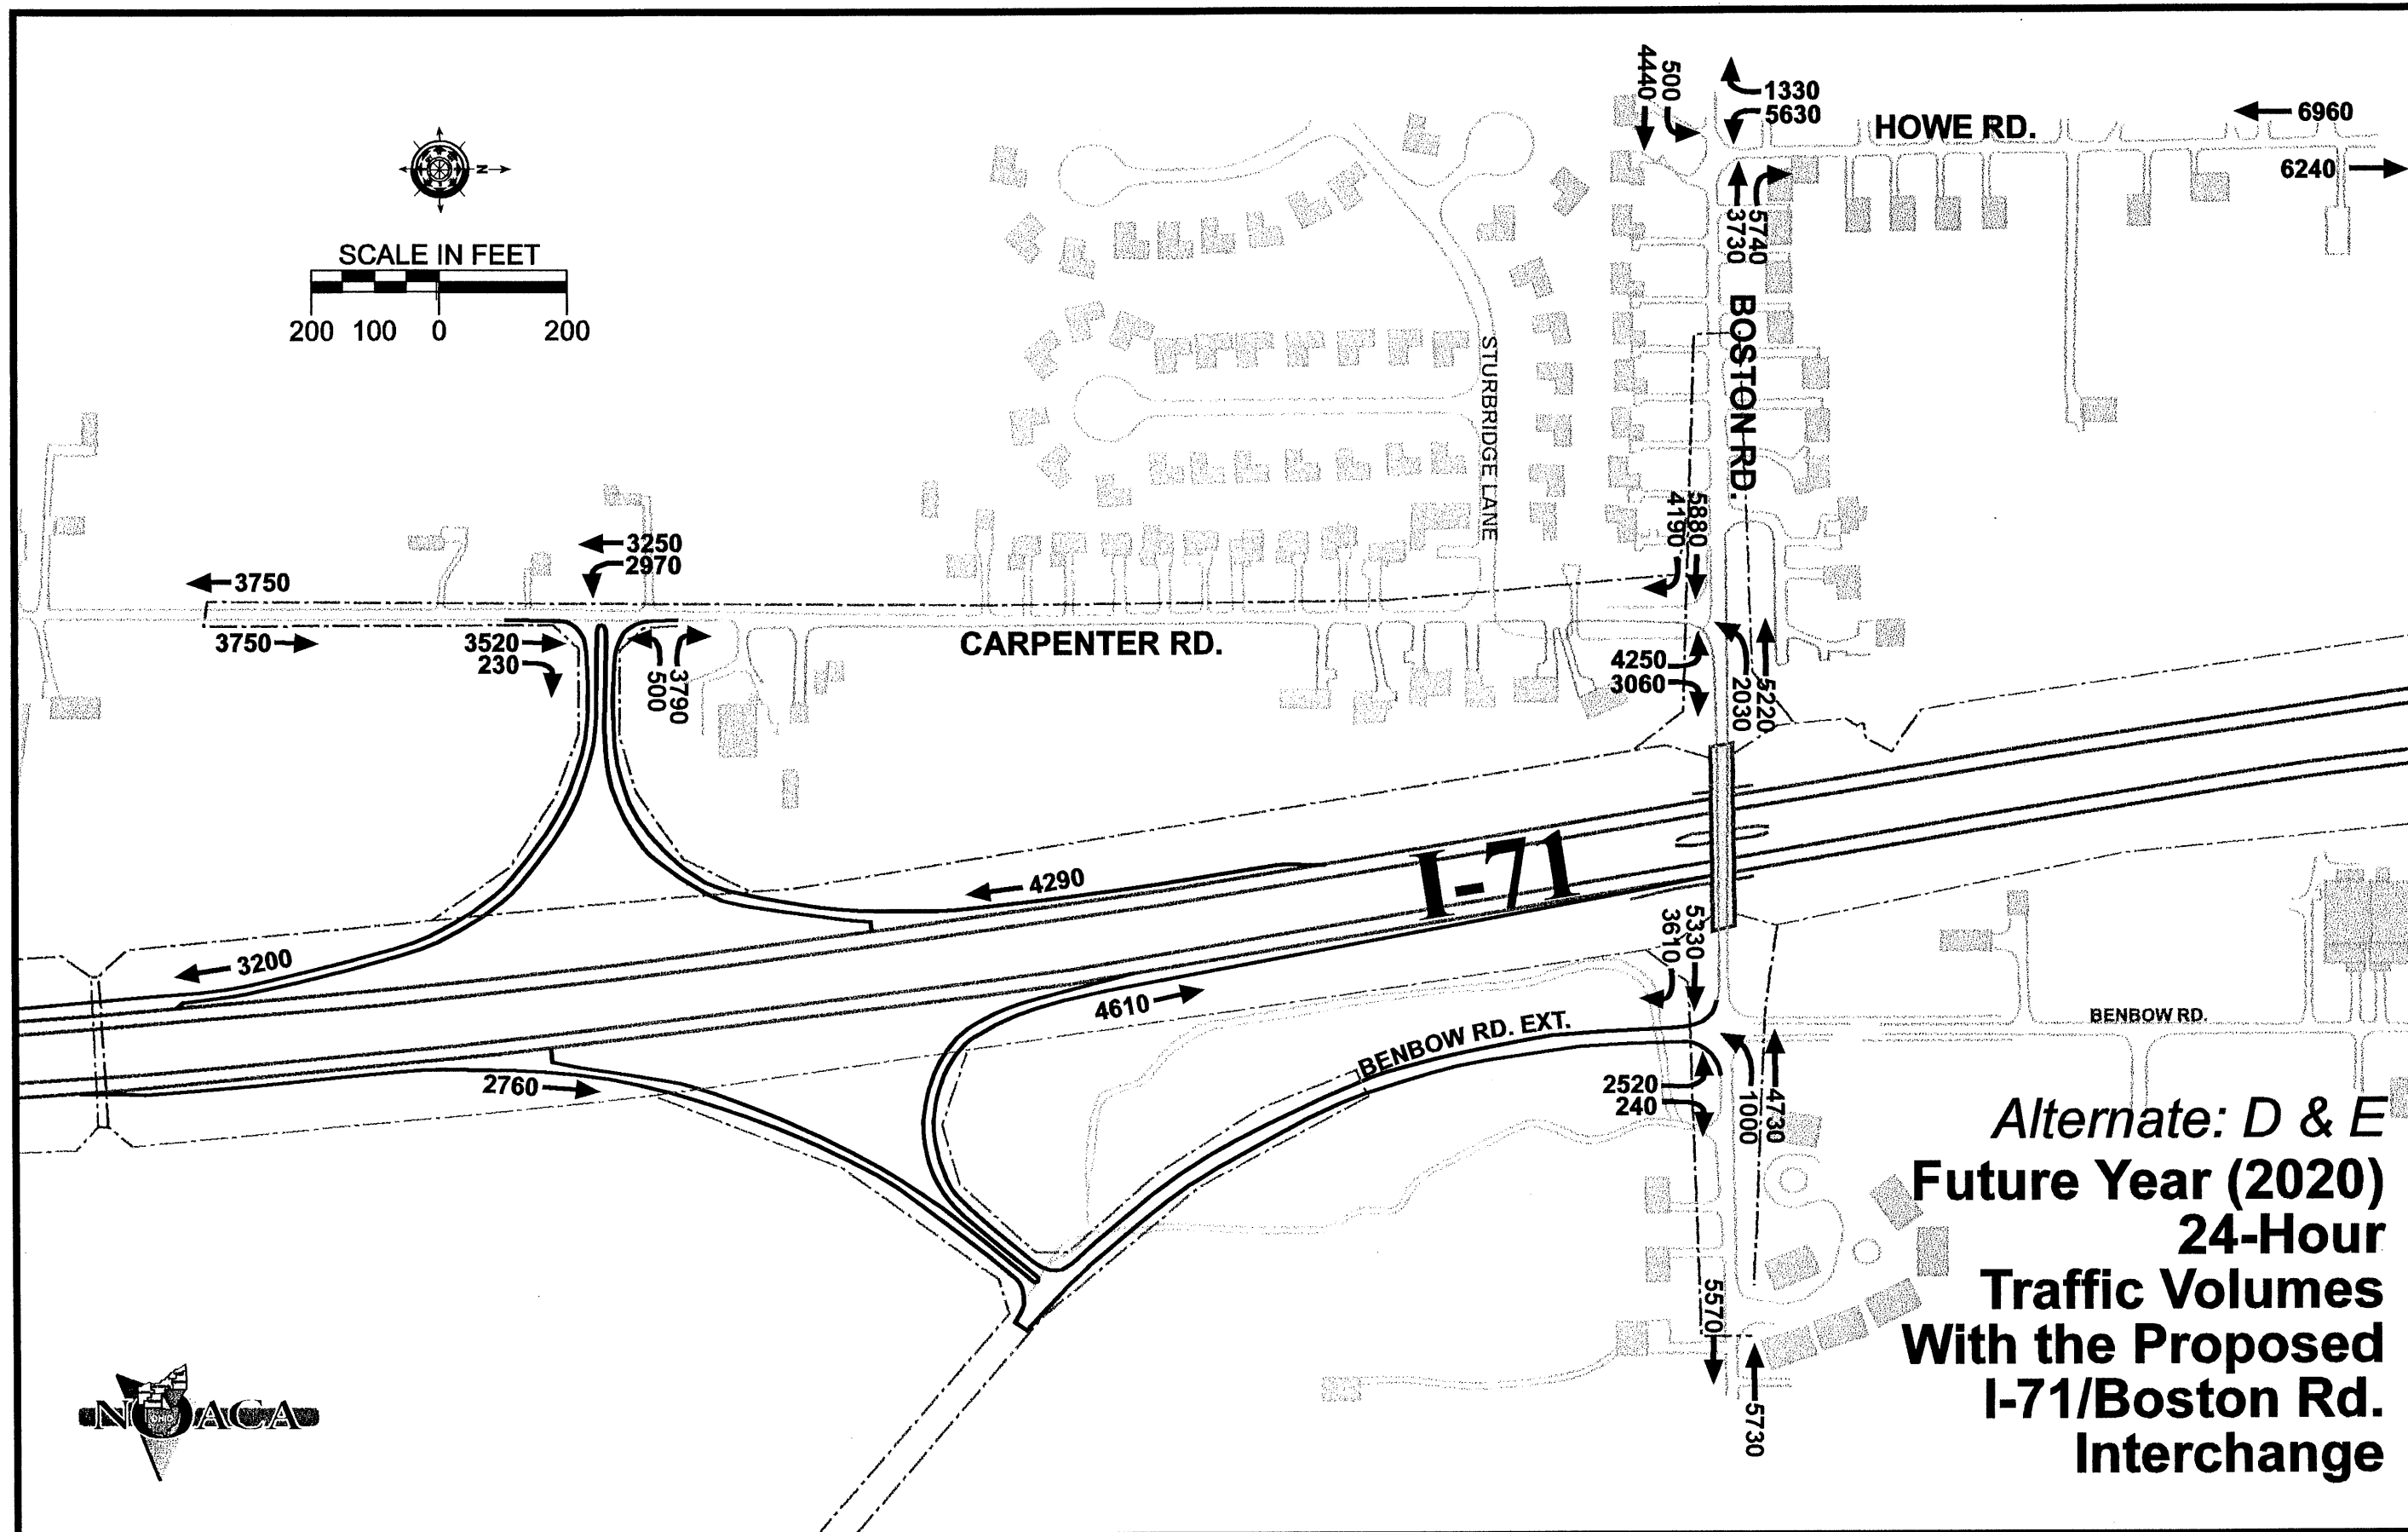 4440
500
1330
5630
HOWE RD.
6960
6240
3730
5740
N
SCALE IN FEET
200 100 0 200
BOSTON RD.
STURBRIDGE LANE
4190
5880
3250
2970
3750
3750
3520
230
500
3790
CARPENTER RD.
4250
3060
2030
5220
I-71
4290
3200
4610
2760
3610
5330
BENBOW RD. EXT.
BENBOW RD.
2520
240
1000
4730
5570
5730
Alternate: D & E
Future Year (2020)
24-Hour
Traffic Volumes
With the Proposed
I-71/Boston Rd.
Interchange
NOACA
OHIO